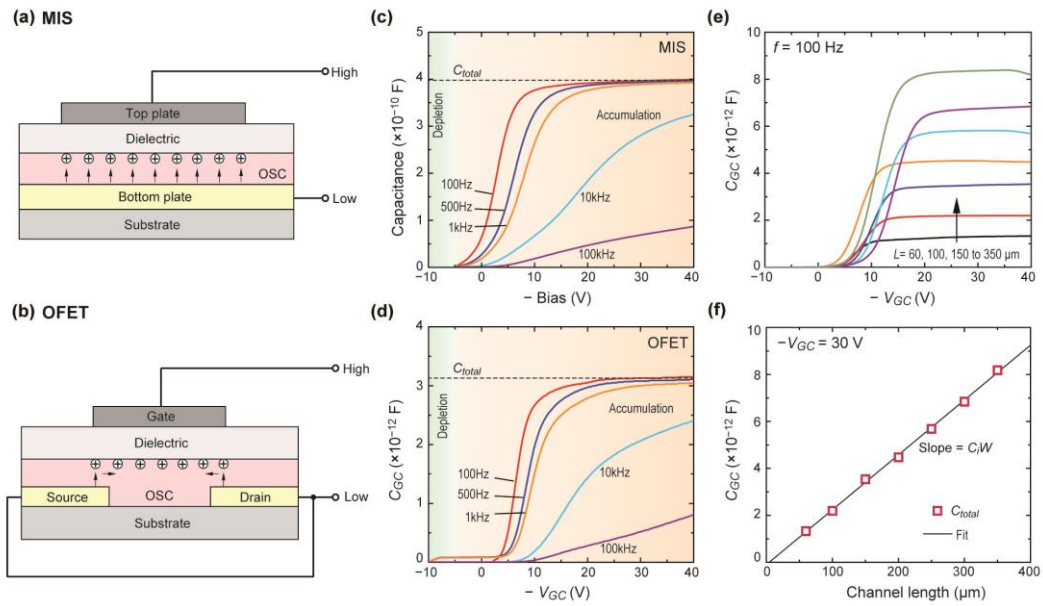 (a) MIS
High
Top plate
Dielectric
OSC
Bottom plate
Low
Substrate
(b) OFET
High
Gate
Dielectric
Source
OSC
Drain
Low
Substrate
(c)
MIS
C_total
Depletion
Accumulation
100Hz
500Hz
1kHz
10kHz
100kHz
Capacitance (×10⁻¹⁰ F)
5
4
3
2
1
0
−10 0 10 20 30 40
− Bias (V)
(d)
OFET
C_total
Depletion
Accumulation
100Hz
500Hz
1kHz
10kHz
100kHz
C_GC (×10⁻¹² F)
4
3
2
1
0
−10 0 10 20 30 40
− V_GC (V)
(e)
f = 100 Hz
L= 60, 100, 150 to 350 μm
C_GC (×10⁻¹² F)
10
8
6
4
2
0
−10 0 10 20 30 40
− V_GC (V)
(f)
−V_GC = 30 V
Slope = C_iW
C_total
Fit
C_GC (×10⁻¹² F)
10
8
6
4
2
0
0 100 200 300 400
Channel length (μm)